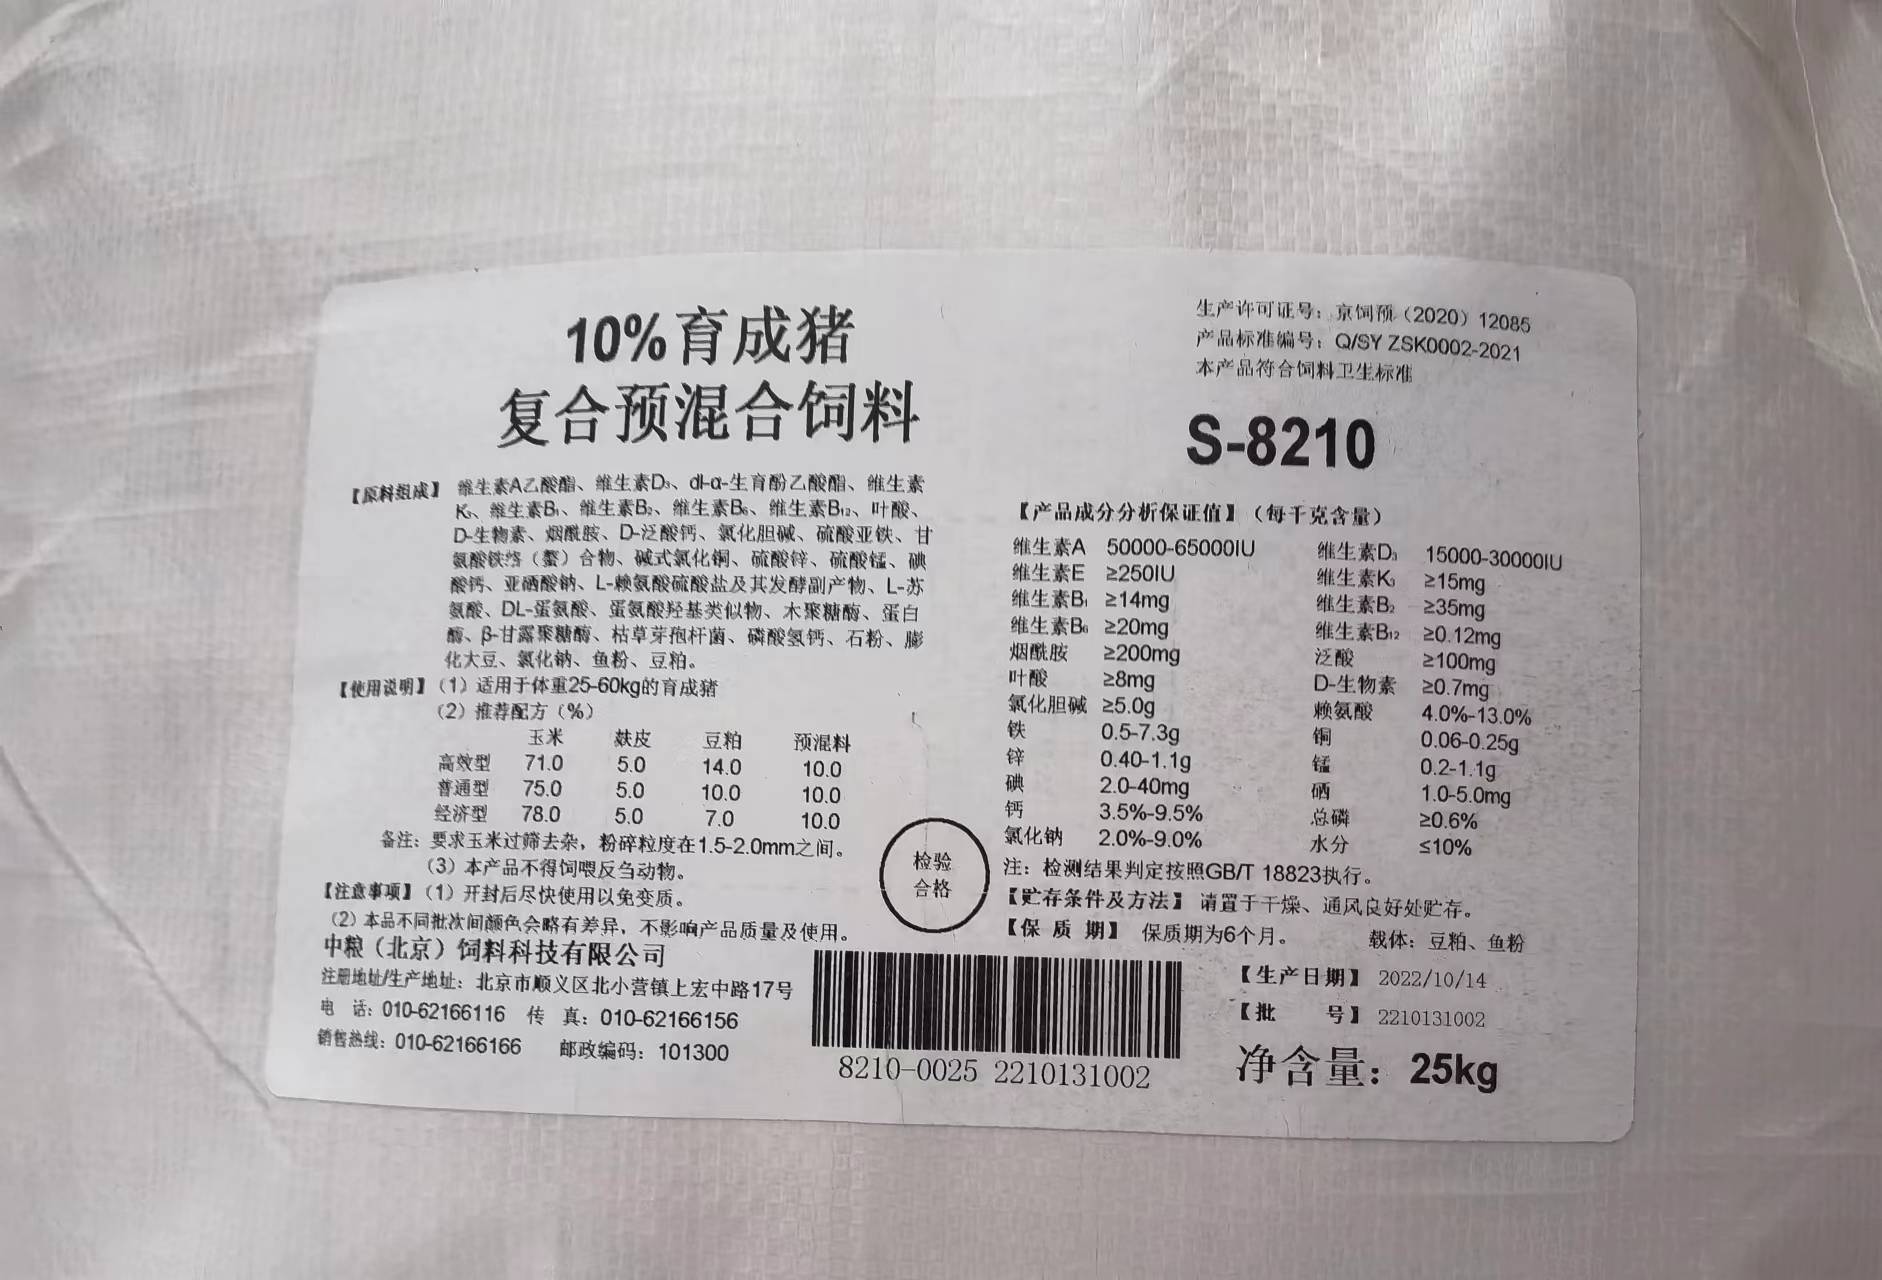 10%育成猪
复合预混合饲料
【原料组成】 维生素A乙酸酯、维生素D₃、dl-α-生育酚乙酸酯、维生素
K₃、维生素B₁、维生素B₂、维生素B₆、维生素B₁₂、叶酸、
D-生物素、烟酰胺、D-泛酸钙、氯化胆碱、硫酸亚铁、甘
氨酸铁络（螯）合物、碱式氯化铜、硫酸锌、硫酸锰、碘
酸钙、亚硒酸钠、L-赖氨酸硫酸盐及其发酵副产物、L-苏
氨酸、DL-蛋氨酸、蛋氨酸羟基类似物、木聚糖酶、蛋白
酶、β-甘露聚糖酶、枯草芽孢杆菌、磷酸氢钙、石粉、膨
化大豆、氯化钠、鱼粉、豆粕。
【使用说明】（1）适用于体重25-60kg的育成猪
（2）推荐配方（%）
玉米 麸皮 豆粕 预混料
高效型 71.0 5.0 14.0 10.0
普通型 75.0 5.0 10.0 10.0
经济型 78.0 5.0 7.0 10.0
备注：要求玉米过筛去杂，粉碎粒度在1.5-2.0mm之间。
（3）本产品不得饲喂反刍动物。
【注意事项】（1）开封后尽快使用以免变质。
（2）本品不同批次间颜色会略有差异，不影响产品质量及使用。
中粮（北京）饲料科技有限公司
注册地址/生产地址：北京市顺义区北小营镇上宏中路17号
电 话：010-62166116 传 真：010-62166156
销售热线：010-62166166 邮政编码：101300
检验
合格
8210-0025 2210131002
生产许可证号：京饲预（2020）12085
产品标准编号：Q/SY ZSK0002-2021
本产品符合饲料卫生标准
S-8210
【产品成分分析保证值】（每千克含量）
维生素A 50000-65000IU 维生素D₃ 15000-30000IU
维生素E ≥250IU 维生素K₃ ≥15mg
维生素B₁ ≥14mg 维生素B₂ ≥35mg
维生素B₆ ≥20mg 维生素B₁₂ ≥0.12mg
烟酰胺 ≥200mg 泛酸 ≥100mg
叶酸 ≥8mg D-生物素 ≥0.7mg
氯化胆碱 ≥5.0g 赖氨酸 4.0%-13.0%
铁 0.5-7.3g 铜 0.06-0.25g
锌 0.40-1.1g 锰 0.2-1.1g
碘 2.0-40mg 硒 1.0-5.0mg
钙 3.5%-9.5% 总磷 ≥0.6%
氯化钠 2.0%-9.0% 水分 ≤10%
注：检测结果判定按照GB/T 18823执行。
【贮存条件及方法】 请置于干燥、通风良好处贮存。
【保 质 期】 保质期为6个月。 载体：豆粕、鱼粉
【生产日期】 2022/10/14
【批 号】 2210131002
净含量：25kg